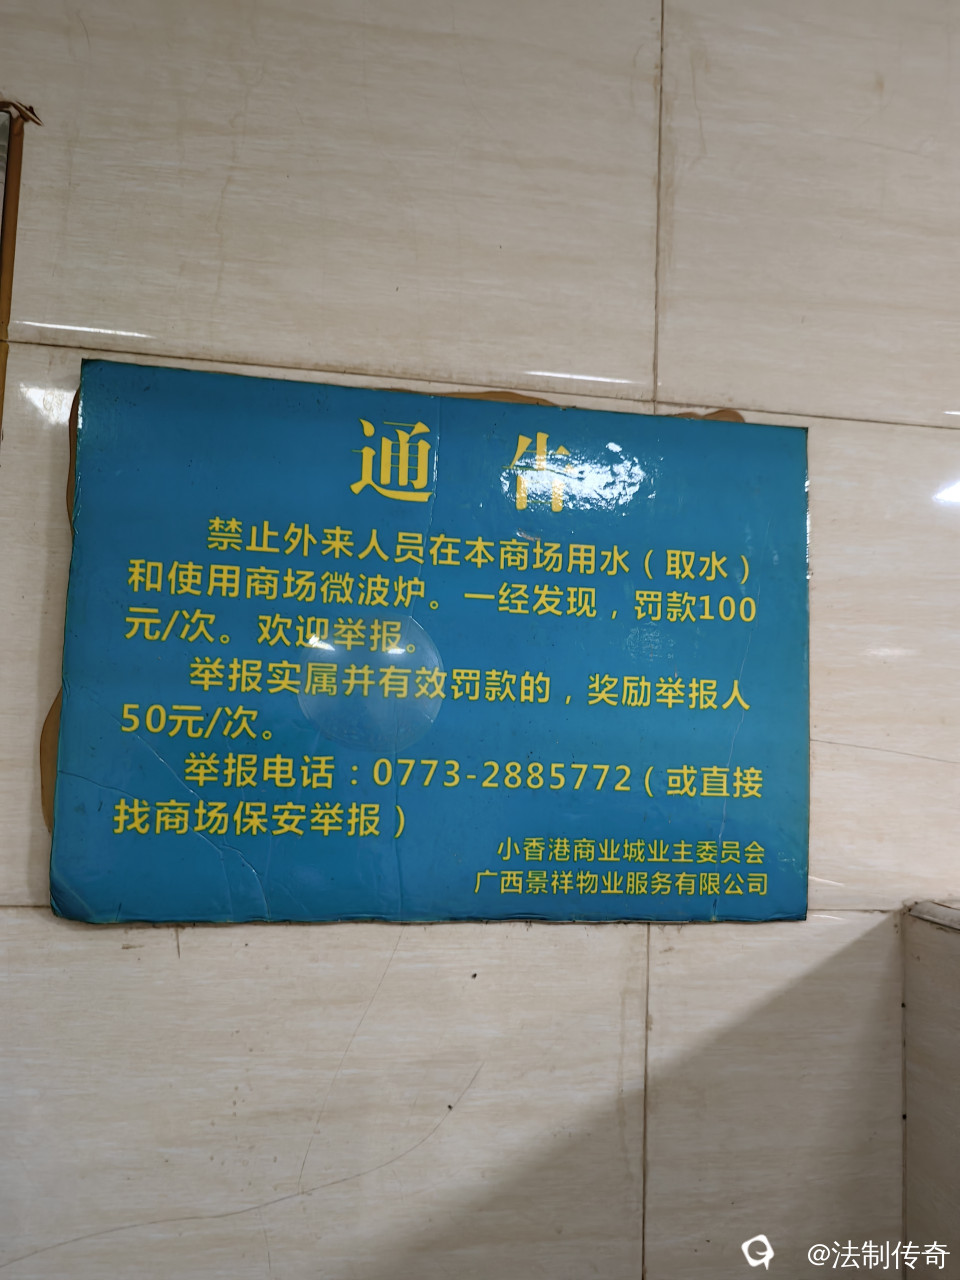 通 告
禁止外来人员在本商场用水（取水）
和使用商场微波炉。一经发现，罚款100
元/次。欢迎举报。
举报实属并有效罚款的，奖励举报人
50元/次。
举报电话：0773-2885772（或直接
找商场保安举报）
小香港商业城业主委员会
广西景祥物业服务有限公司
@法制传奇